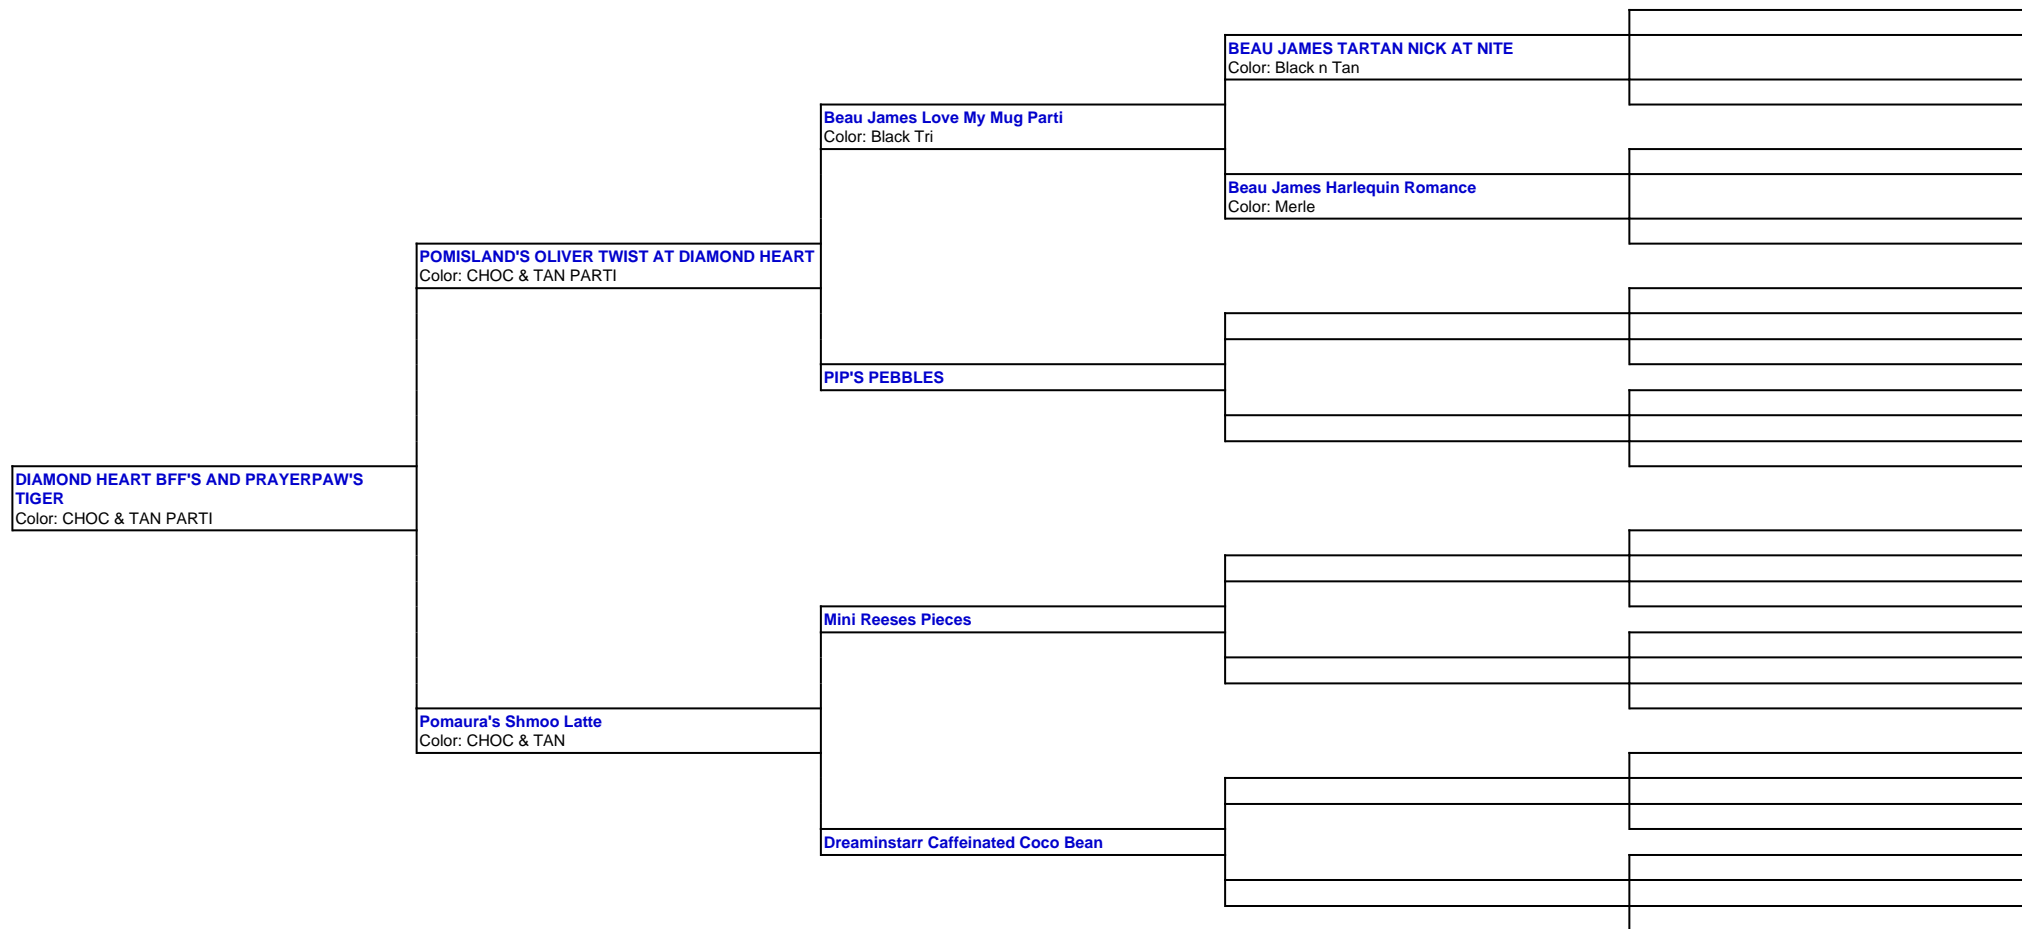 BEAU JAMES TARTAN NICK AT NITE
Color: Black n Tan
Beau James Love My Mug Parti
Color: Black Tri
Beau James Harlequin Romance
Color: Merle
POMISLAND'S OLIVER TWIST AT DIAMOND HEART
Color: CHOC & TAN PARTI
PIP'S PEBBLES
DIAMOND HEART BFF'S AND PRAYERPAW'S
TIGER
Color: CHOC & TAN PARTI
Mini Reeses Pieces
Pomaura's Shmoo Latte
Color: CHOC & TAN
Dreaminstarr Caffeinated Coco Bean